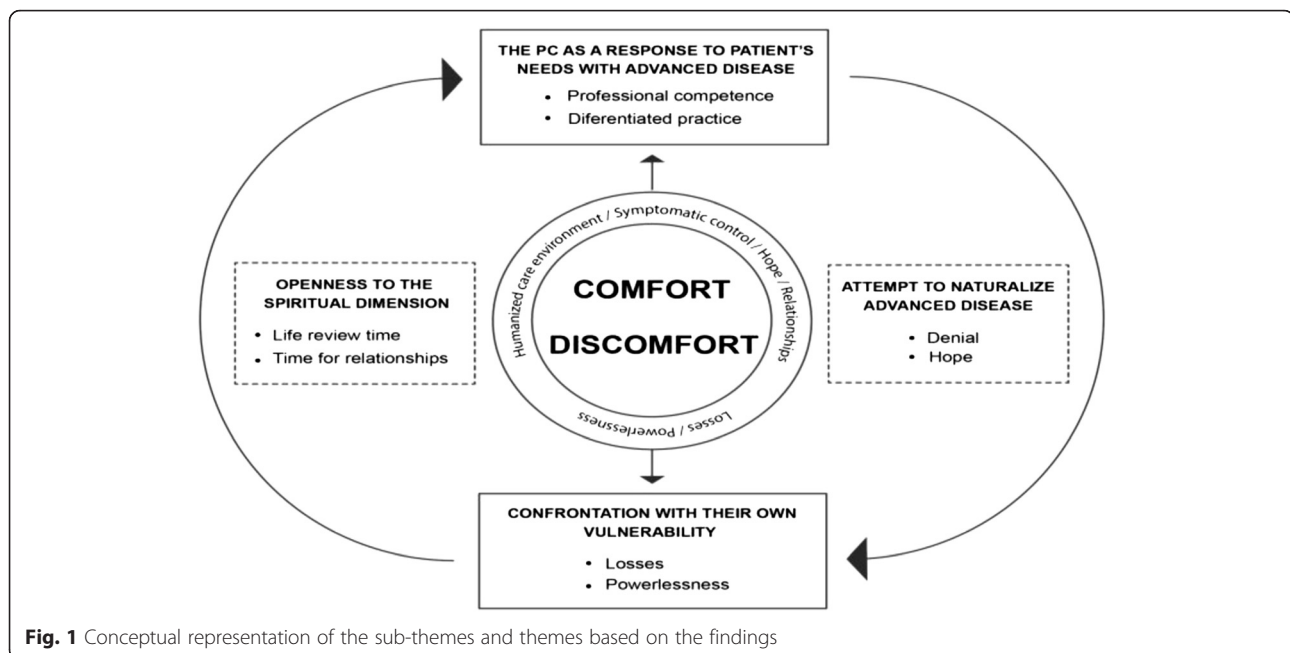 THE PC AS A RESPONSE TO PATIENT'S
NEEDS WITH ADVANCED DISEASE
• Professional competence
• Diferentiated practice
Humanized care environment / Symptomatic control / Hope / Relationships
OPENNESS TO THE
SPIRITUAL DIMENSION
• Life review time
• Time for relationships
COMFORT
DISCOMFORT
ATTEMPT TO NATURALIZE
ADVANCED DISEASE
• Denial
• Hope
Losses / Powerlessness
CONFRONTATION WITH THEIR OWN
VULNERABILITY
• Losses
• Powerlessness
Fig. 1 Conceptual representation of the sub-themes and themes based on the findings